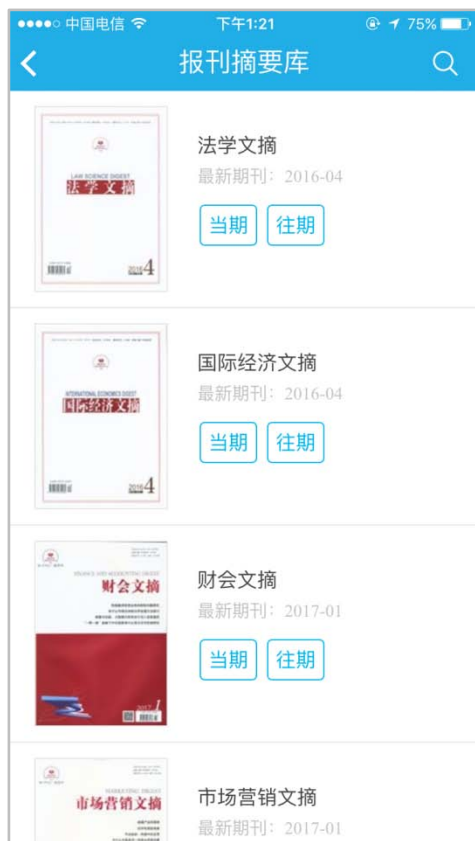 中国电信
下午1:21
75%
报刊摘要库
LAW SCIENCE DIGEST
法学文摘
2016 4
法学文摘
最新期刊：2016-04
当期
往期
INTERNATIONAL ECONOMICS DIGEST
国际经济文摘
2016 4
国际经济文摘
最新期刊：2016-04
当期
往期
FINANCE AND ACCOUNTING DIGEST
财会文摘
2017 1
财会文摘
最新期刊：2017-01
当期
往期
MARKETING DIGEST
市场营销文摘
市场营销文摘
最新期刊：2017-01